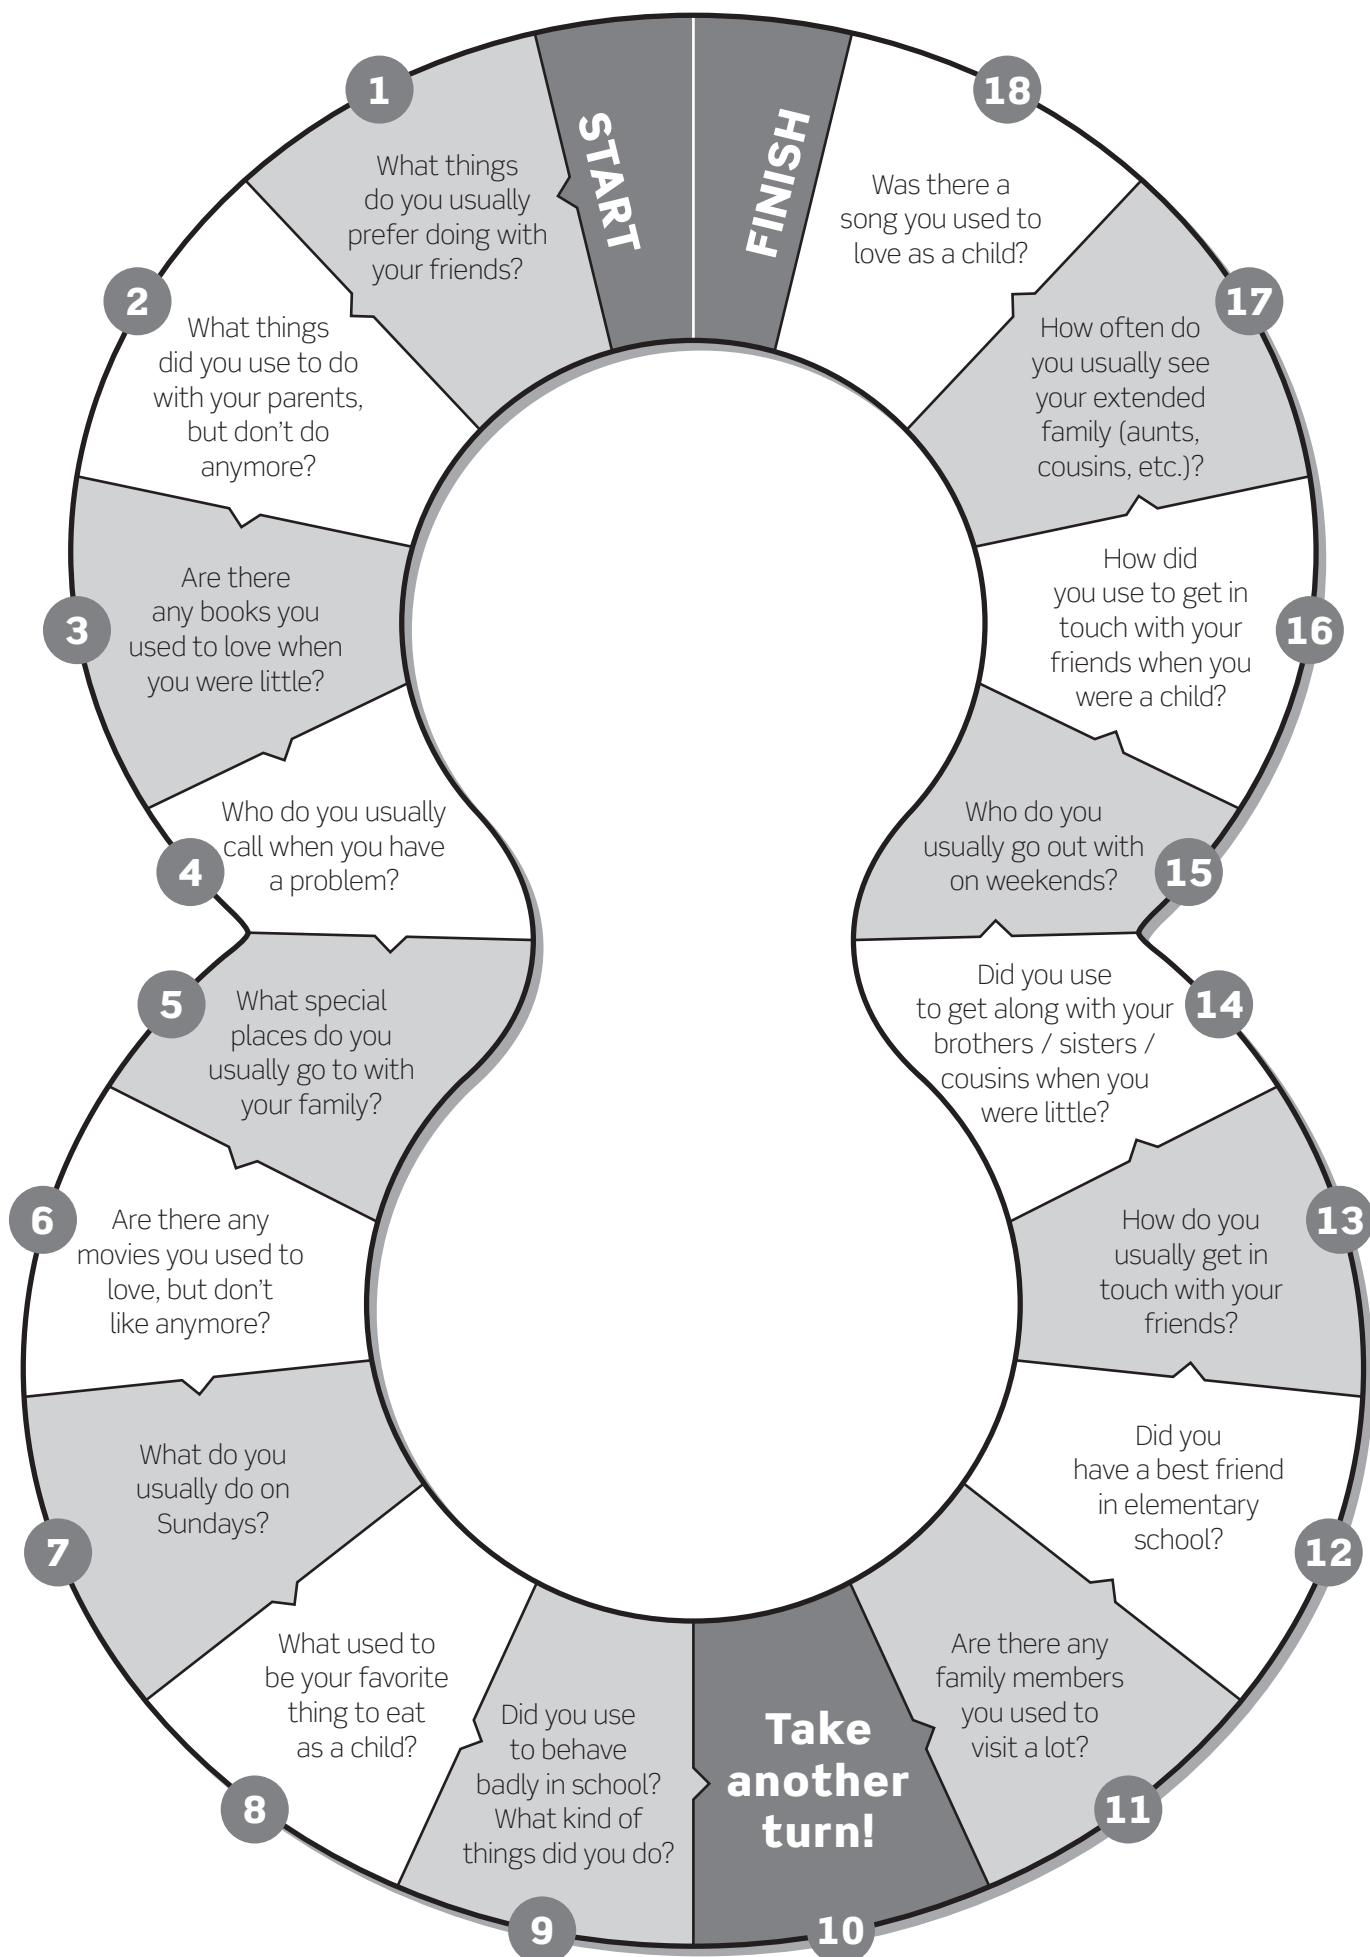 START
1
What things
do you usually
prefer doing with
your friends?
2
What things
did you use to do
with your parents,
but don't do
anymore?
3
Are there
any books you
used to love when
you were little?
4
Who do you usually
call when you have
a problem?
5
What special
places do you
usually go to with
your family?
6
Are there any
movies you used to
love, but don't
like anymore?
7
What do you
usually do on
Sundays?
8
What used to
be your favorite
thing to eat
as a child?
9
Did you use
to behave
badly in school?
What kind of
things did you do?
10
Take
another
turn!
11
Are there any
family members
you used to
visit a lot?
12
Did you
have a best friend
in elementary
school?
13
How do you
usually get in
touch with your
friends?
14
Did you use
to get along with your
brothers / sisters /
cousins when you
were little?
15
Who do you
usually go out with
on weekends?
16
How did
you use to get in
touch with your
friends when you
were a child?
17
How often do
you usually see
your extended
family (aunts,
cousins, etc.)?
18
Was there a
song you used to
love as a child?
FINISH